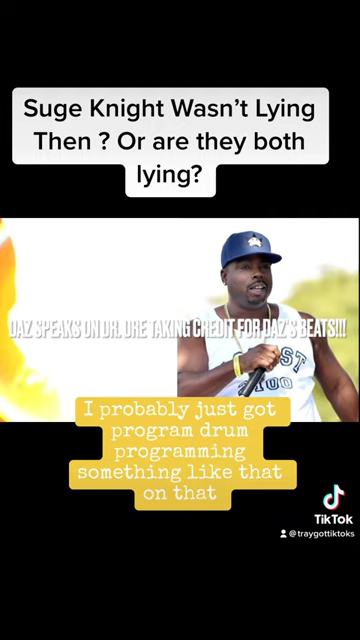 Suge Knight Wasn't Lying
Then ? Or are they both
lying?
DAZ SPEAKS ON DR. DRE TAKING CREDIT FOR DAZ'S BEATS!!!
I probably just got
program drum
programming
something like that
on that
TikTok
@traygottiktoks